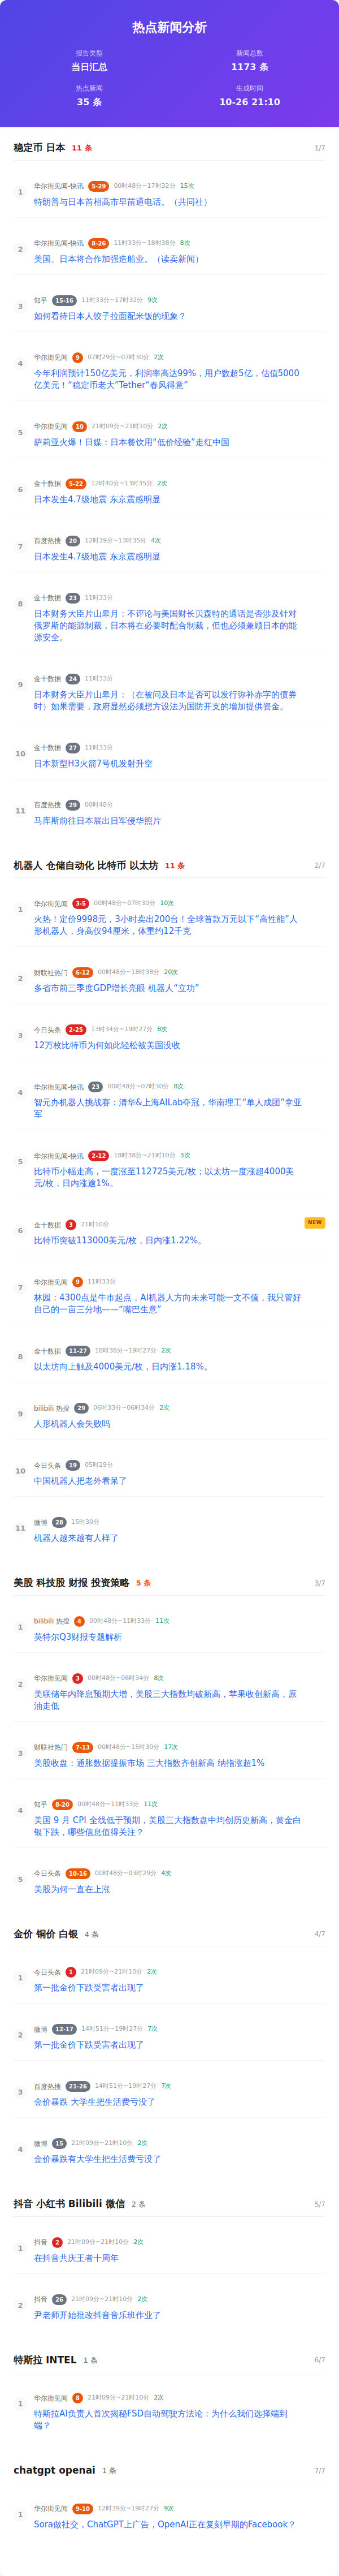 热点新闻分析
报告类型
当日汇总
新闻总数
1173 条
热点新闻
35 条
生成时间
10-26 21:10
稳定币 日本 11 条 1/7
1
华尔街见闻-快讯 5-29 00时48分~17时32分 15次
特朗普与日本首相高市早苗通电话。（共同社）
2
华尔街见闻-快讯 8-26 11时33分~18时38分 8次
美国、日本将合作加强造船业。（读卖新闻）
3
知乎 15-16 11时33分~17时32分 9次
如何看待日本人饺子拉面配米饭的现象？
4
华尔街见闻 9 07时29分~07时30分 2次
今年利润预计150亿美元，利润率高达99%，用户数超5亿，估值5000
亿美元！“稳定币老大”Tether“春风得意”
5
华尔街见闻 10 21时09分~21时10分 2次
萨莉亚火爆！日媒：日本餐饮用“低价经验”走红中国
6
金十数据 5-22 12时40分~13时35分 2次
日本发生4.7级地震 东京震感明显
7
百度热搜 20 12时39分~13时35分 4次
日本发生4.7级地震 东京震感明显
8
金十数据 23 11时33分
日本财务大臣片山皋月：不评论与美国财长贝森特的通话是否涉及针对
俄罗斯的能源制裁，日本将在必要时配合制裁，但也必须兼顾日本的能
源安全。
9
金十数据 24 11时33分
日本财务大臣片山皋月：（在被问及日本是否可以发行弥补赤字的债券
时）如果需要，政府显然必须想方设法为国防开支的增加提供资金。
10
金十数据 27 11时33分
日本新型H3火箭7号机发射升空
11
百度热搜 29 00时48分
马库斯前往日本展出日军侵华照片
机器人 仓储自动化 比特币 以太坊 11 条 2/7
1
华尔街见闻 3-5 00时48分~07时30分 10次
火热！定价9998元，3小时卖出200台！全球首款万元以下“高性能”人
形机器人，身高仅94厘米，体重约12千克
2
财联社热门 6-12 00时48分~18时38分 20次
多省市前三季度GDP增长亮眼 机器人“立功”
3
今日头条 2-25 13时34分~19时27分 8次
12万枚比特币为何如此轻松被美国没收
4
华尔街见闻-快讯 23 00时48分~07时30分 8次
智元办机器人挑战赛：清华&上海AILab夺冠，华南理工“单人成团”拿亚
军
5
华尔街见闻-快讯 2-12 18时38分~21时10分 3次
比特币小幅走高，一度涨至112725美元/枚；以太坊一度涨超4000美
元/枚，日内涨逾1%。
6
金十数据 3 21时10分 NEW
比特币突破113000美元/枚，日内涨1.22%。
7
华尔街见闻 9 11时33分
林园：4300点是牛市起点，AI机器人方向未来可能一文不值，我只管好
自己的一亩三分地——“嘴巴生意”
8
金十数据 11-27 18时38分~19时27分 2次
以太坊向上触及4000美元/枚，日内涨1.18%。
9
bilibili 热搜 29 06时33分~06时34分 2次
人形机器人会失败吗
10
今日头条 19 05时29分
中国机器人把老外看呆了
11
微博 28 15时30分
机器人越来越有人样了
美股 科技股 财报 投资策略 5 条 3/7
1
bilibili 热搜 4 00时48分~11时33分 11次
英特尔Q3财报专题解析
2
华尔街见闻 3 00时48分~06时34分 8次
美联储年内降息预期大增，美股三大指数均破新高，苹果收创新高，原
油走低
3
财联社热门 7-13 00时48分~15时30分 17次
美股收盘：通胀数据提振市场 三大指数齐创新高 纳指涨超1%
4
知乎 8-20 00时48分~11时33分 11次
美国 9 月 CPI 全线低于预期，美股三大指数盘中均创历史新高，黄金白
银下跌，哪些信息值得关注？
5
今日头条 10-16 00时48分~03时29分 4次
美股为何一直在上涨
金价 铜价 白银 4 条 4/7
1
今日头条 1 21时09分~21时10分 2次
第一批金价下跌受害者出现了
2
微博 12-17 14时51分~19时27分 7次
第一批金价下跌受害者出现了
3
百度热搜 21-26 14时51分~19时27分 7次
金价暴跌 大学生把生活费亏没了
4
微博 15 21时09分~21时10分 2次
金价暴跌有大学生把生活费亏没了
抖音 小红书 Bilibili 微信 2 条 5/7
1
抖音 2 21时09分~21时10分 2次
在抖音共庆王者十周年
2
抖音 26 21时09分~21时10分 2次
尹老师开始批改抖音音乐班作业了
特斯拉 INTEL 1 条 6/7
1
华尔街见闻 8 21时09分~21时10分 2次
特斯拉AI负责人首次揭秘FSD自动驾驶方法论：为什么我们选择端到
端？
chatgpt openai 1 条 7/7
1
华尔街见闻 9-10 12时39分~19时27分 9次
Sora做社交，ChatGPT上广告，OpenAI正在复刻早期的Facebook？